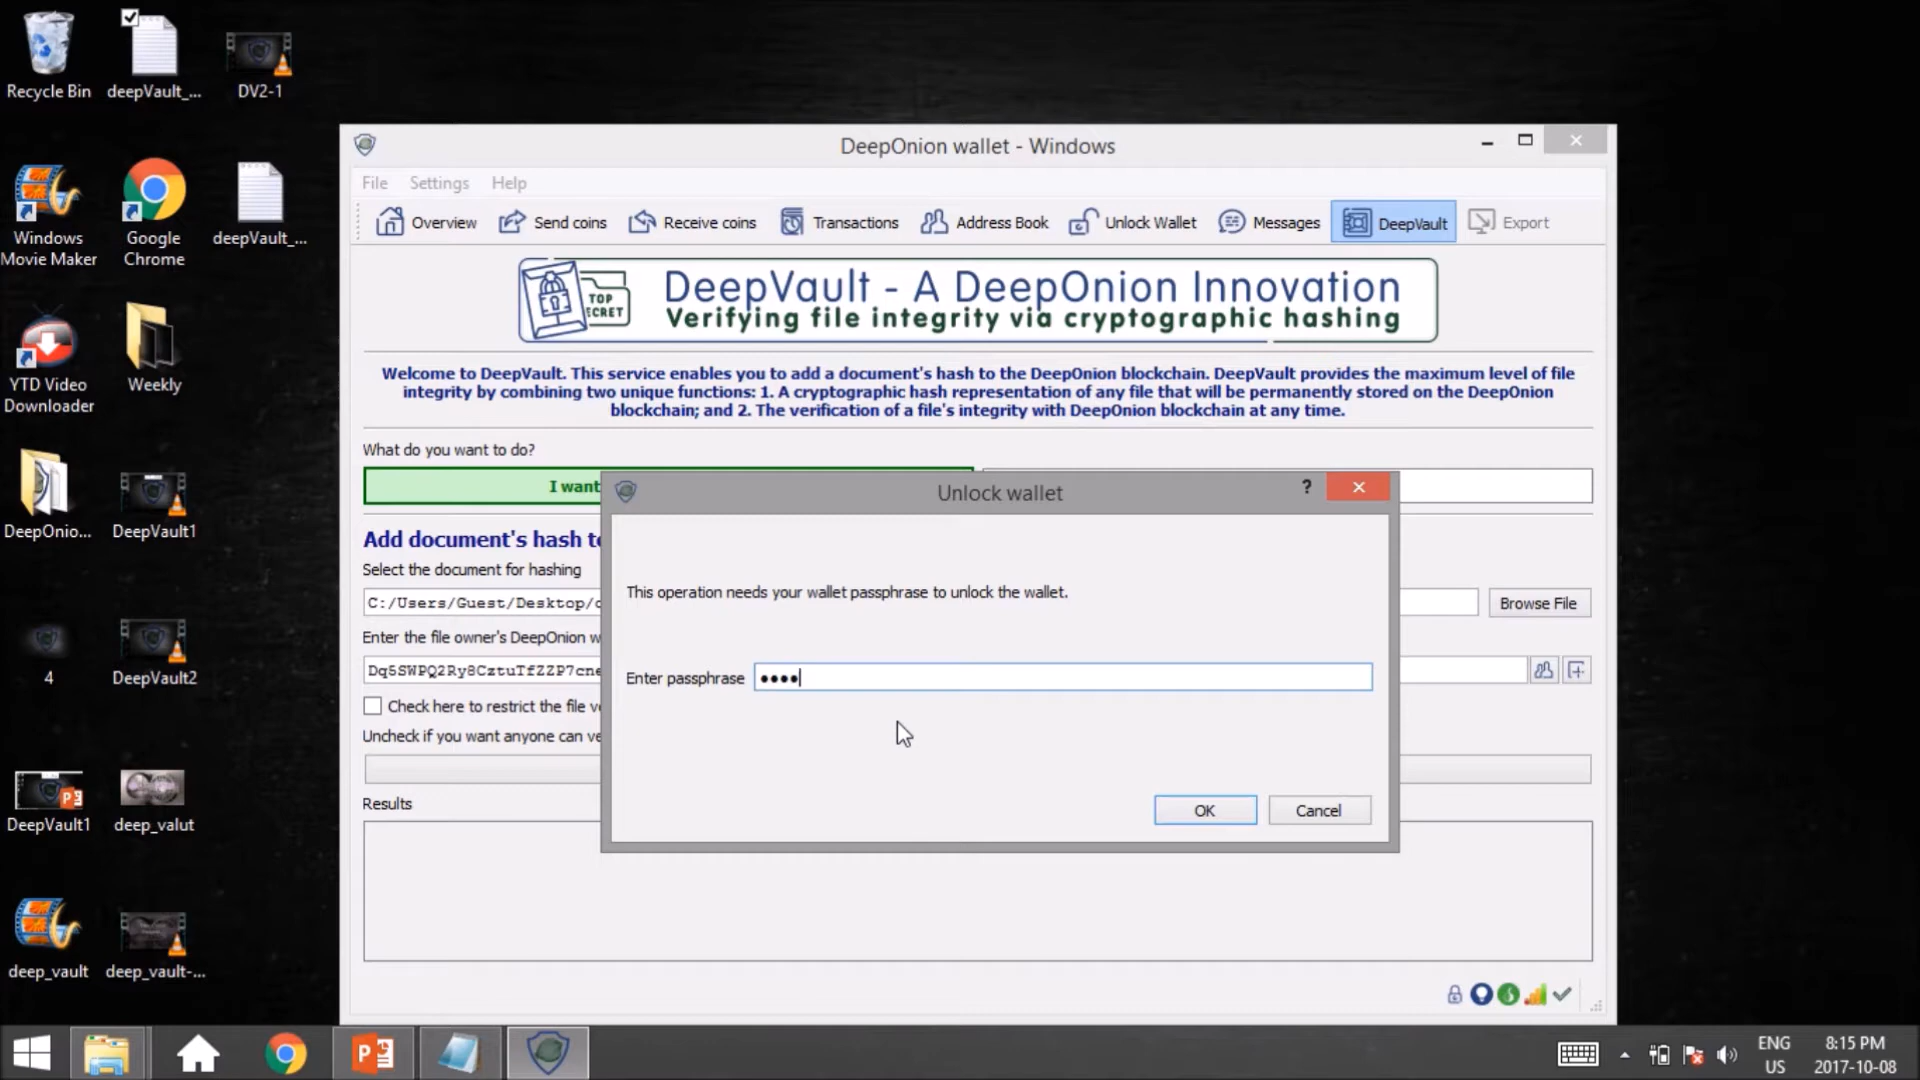 Recycle Bin
deepVault_...
DV2-1
Windows
Movie Maker
Google
Chrome
deepVault_...
YTD Video
Downloader
Weekly
DeepOnio...
DeepVault1
4
DeepVault2
DeepVault1
deep_valut
deep_vault
deep_vault-...
DeepOnion wallet - Windows
File Settings Help
Overview Send coins Receive coins Transactions Address Book Unlock Wallet Messages DeepVault Export
TOP
ECRET
DeepVault - A DeepOnion Innovation
Verifying file integrity via cryptographic hashing
Welcome to DeepVault. This service enables you to add a document's hash to the DeepOnion blockchain. DeepVault provides the maximum level of file
integrity by combining two unique functions: 1. A cryptographic hash representation of any file that will be permanently stored on the DeepOnion
blockchain; and 2. The verification of a file's integrity with DeepOnion blockchain at any time.
What do you want to do?
I want
Add document's hash to
Select the document for hashing
C:/Users/Guest/Desktop/
Browse File
Enter the file owner's DeepOnion w
Dq5SWPQ2Ry8CztuTfZZP7cne
Check here to restrict the file ve
Uncheck if you want anyone can ve
Results
Unlock wallet
?
This operation needs your wallet passphrase to unlock the wallet.
Enter passphrase ••••
OK Cancel
ENG
US
8:15 PM
2017-10-08